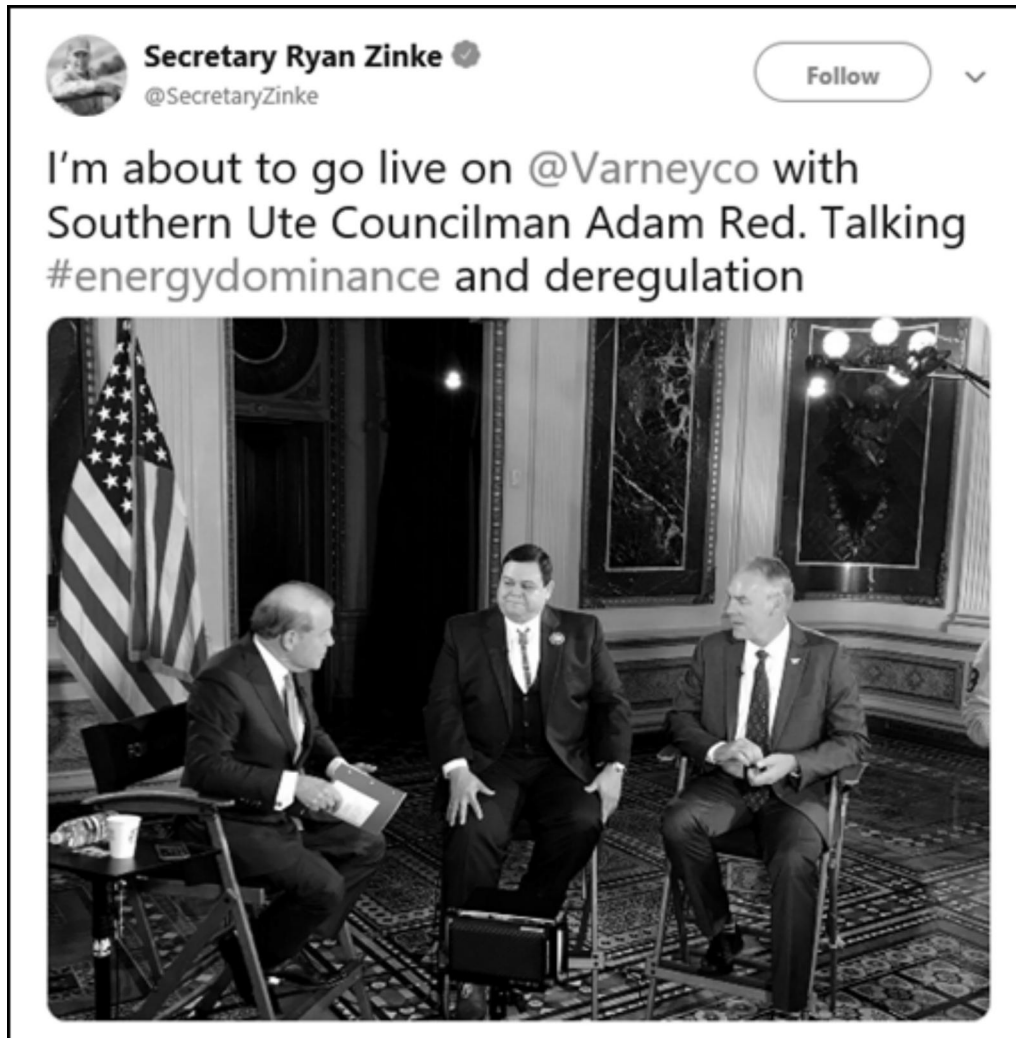 Secretary Ryan Zinke
@SecretaryZinke
Follow
I'm about to go live on @Varneyco with
Southern Ute Councilman Adam Red. Talking
#energydominance and deregulation